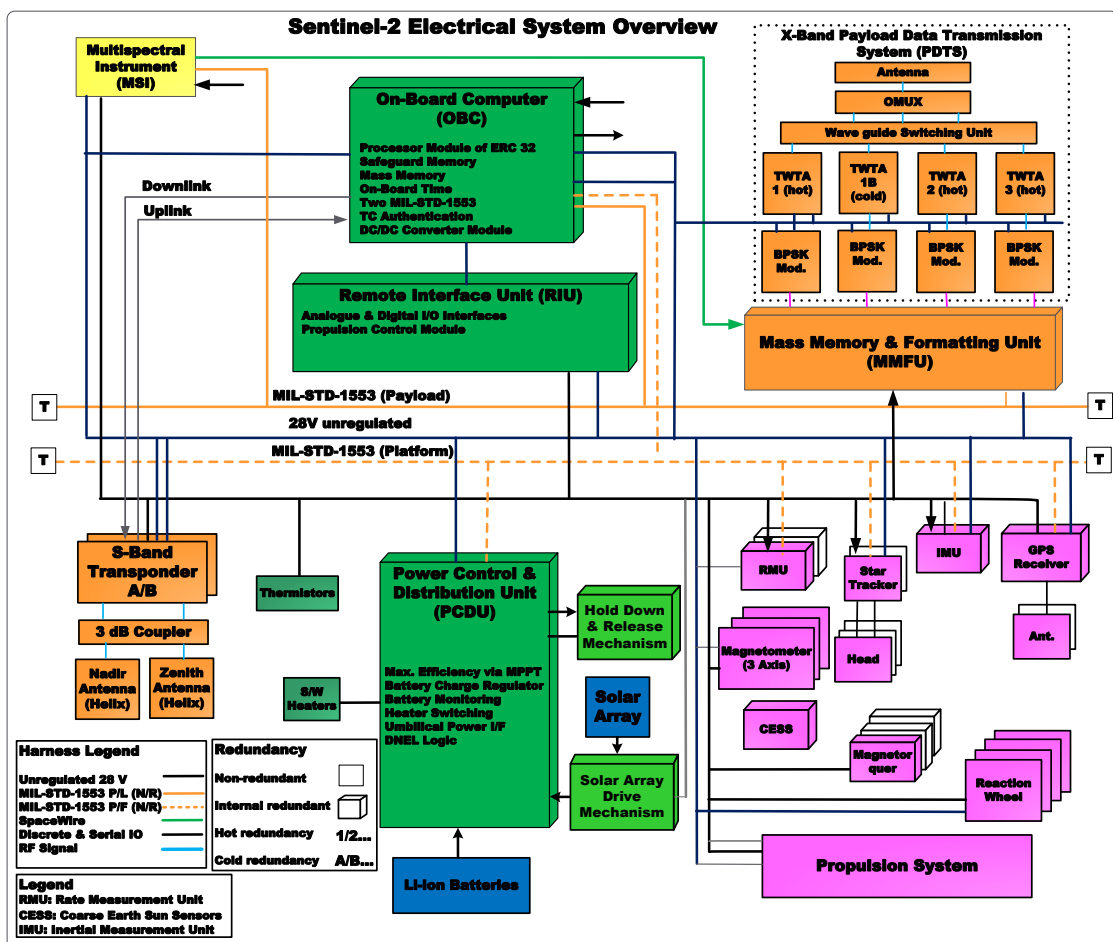 Sentinel-2 Electrical System Overview
Multispectral
Instrument
(MSI)
On-Board Computer
(OBC)
Processor Module of ERC 32
Safeguard Memory
Mass Memory
On-Board Time
Two MIL-STD-1553
TC Authentication
DC/DC Converter Module
Downlink
Uplink
X-Band Payload Data Transmission
System (PDTS)
Antenna
OMUX
Wave guide Switching Unit
TWTA
1 (hot)
TWTA
1B
(cold)
TWTA
2 (hot)
TWTA
3 (hot)
BPSK
Mod.
BPSK
Mod.
BPSK
Mod.
BPSK
Mod.
Remote Interface Unit (RIU)
Analogue & Digital I/O Interfaces
Propulsion Control Module
Mass Memory & Formatting Unit
(MMFU)
MIL-STD-1553 (Payload)
T
T
28V unregulated
MIL-STD-1553 (Platform)
T
T
S-Band
Transponder
A/B
3 dB Coupler
Nadir
Antenna
(Helix)
Zenith
Antenna
(Helix)
Thermistors
S/W
Heaters
Power Control &
Distribution Unit
(PCDU)
Max. Efficiency via MPPT
Battery Charge Regulator
Battery Monitoring
Heater Switching
Umbilical Power I/F
DNEL Logic
Hold Down
& Release
Mechanism
Solar
Array
Solar Array
Drive
Mechanism
Li-ion Batteries
RMU
Star
Tracker
IMU
GPS
Receiver
Magnetometer
(3 Axis)
Head
Ant.
CESS
Magnetor
quer
Reaction
Wheel
Propulsion System
Harness Legend
Unregulated 28 V
MIL-STD-1553 P/L (N/R)
MIL-STD-1553 P/F (N/R)
SpaceWire
Discrete & Serial IO
RF Signal
Redundancy
Non-redundant
Internal redundant
Hot redundancy 1/2...
Cold redundancy A/B...
Legend
RMU: Rate Measurement Unit
CESS: Coarse Earth Sun Sensors
IMU: Inertial Measurement Unit